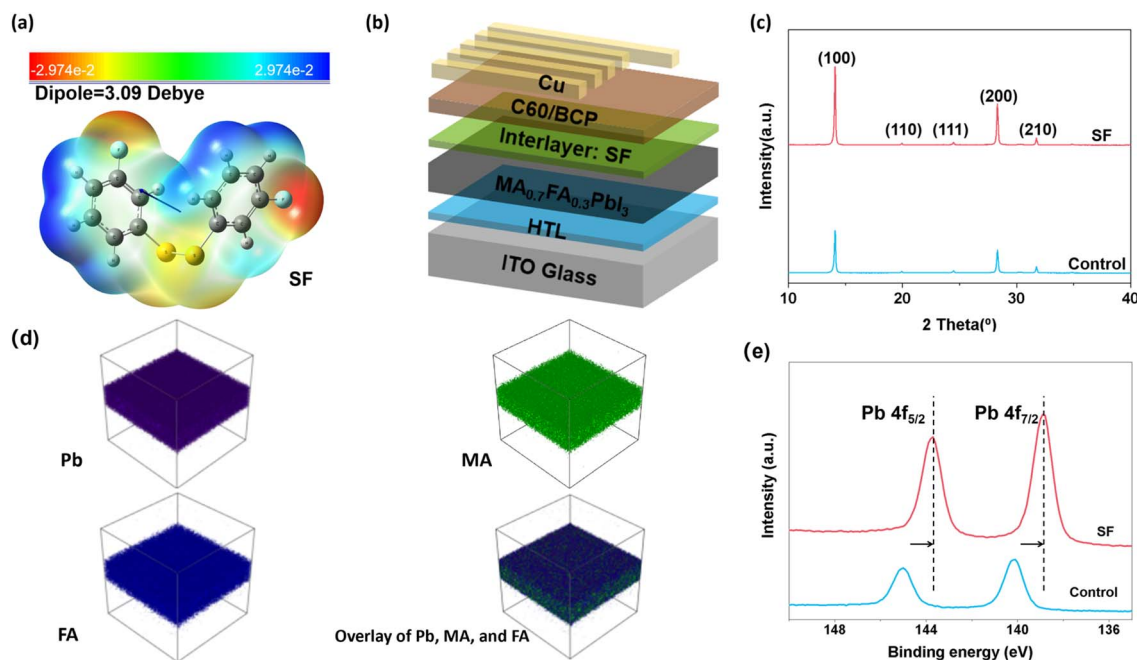 (a)
-2.974e-2 2.974e-2
Dipole=3.09 Debye
SF
(b)
Cu
C60/BCP
Interlayer: SF
MA₀.₇FA₀.₃PbI₃
HTL
ITO Glass
(c)
Intensity(a.u.)
(100)
(110)
(111)
(200)
(210)
SF
Control
10 20 30 40
2 Theta(º)
(d)
Pb
MA
FA
Overlay of Pb, MA, and FA
(e)
Intensity (a.u.)
Pb 4f₅/₂
Pb 4f₇/₂
SF
Control
148 144 140 136
Binding energy (eV)